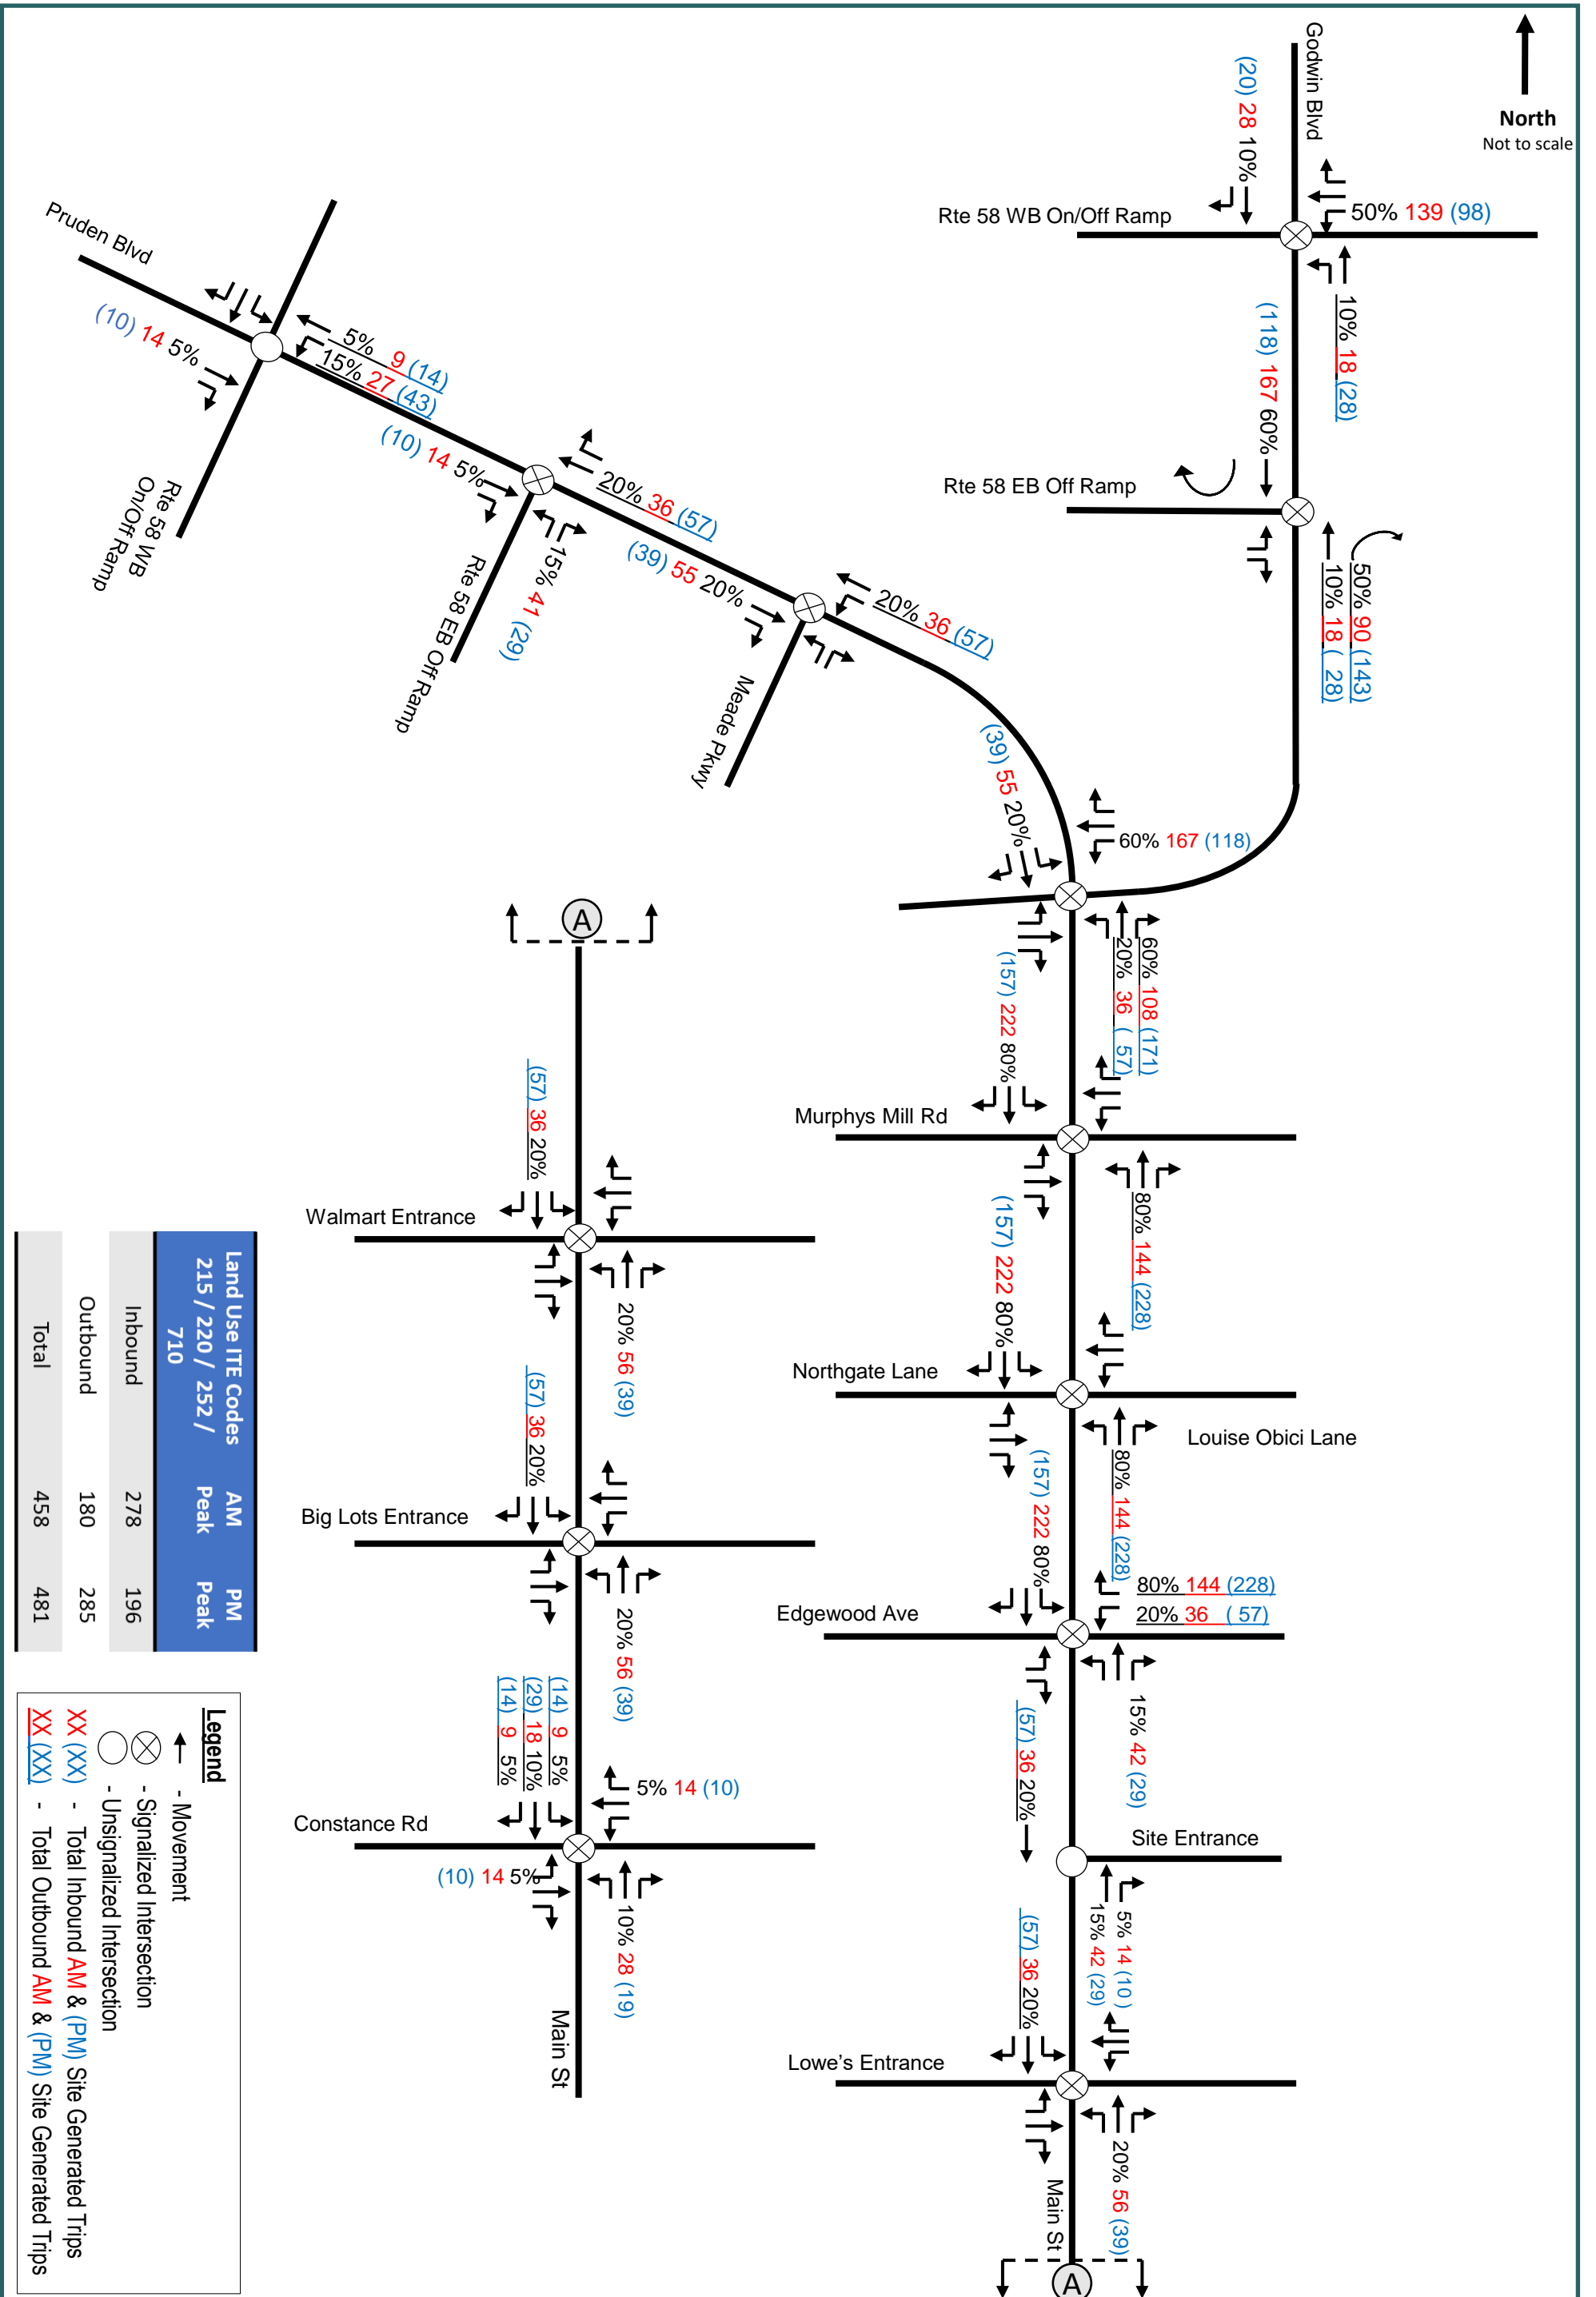 North
Not to scale
Godwin Blvd
(20) 28 10%
Rte 58 WB On/Off Ramp
50% 139 (98)
10% 18 (28)
(118) 167 60%
Rte 58 EB Off Ramp
50% 90 (143)
10% 18 ( 28)
Pruden Blvd
(10) 14 5%
5% 9 (14)
15% 27 (43)
Rte 58 WB
On/Off Ramp
(10) 14 5%
20% 36 (57)
15% 41 (29)
Rte 58 EB Off Ramp
(39) 55 20%
20% 36 (57)
Meade Pkwy
(39) 55 20%
60% 167 (118)
60% 108 (171)
20% 36 ( 57)
(157) 222 80%
Murphys Mill Rd
80% 144 (228)
(157) 222 80%
Northgate Lane
Louise Obici Lane
80% 144 (228)
(157) 222 80%
80% 144 (228)
20% 36 ( 57)
Edgewood Ave
15% 42 (29)
(57) 36 20%
Site Entrance
5% 14 (10 )
15% 42 (29)
(57) 36 20%
Lowe's Entrance
20% 56 (39)
Main St
A
A
(57) 36 20%
Walmart Entrance
20% 56 (39)
(57) 36 20%
Big Lots Entrance
20% 56 (39)
(14) 9 5%
(29) 18 10%
(14) 9 5%
5% 14 (10)
Constance Rd
(10) 14 5%
10% 28 (19)
Main St
Land Use ITE Codes
215 / 220 / 252 /
710
AM
Peak
PM
Peak
Inbound 278 196
Outbound 180 285
Total 458 481
Legend
- Movement
- Signalized Intersection
- Unsignalized Intersection
XX (XX) - Total Inbound AM & (PM) Site Generated Trips
XX (XX) - Total Outbound AM & (PM) Site Generated Trips